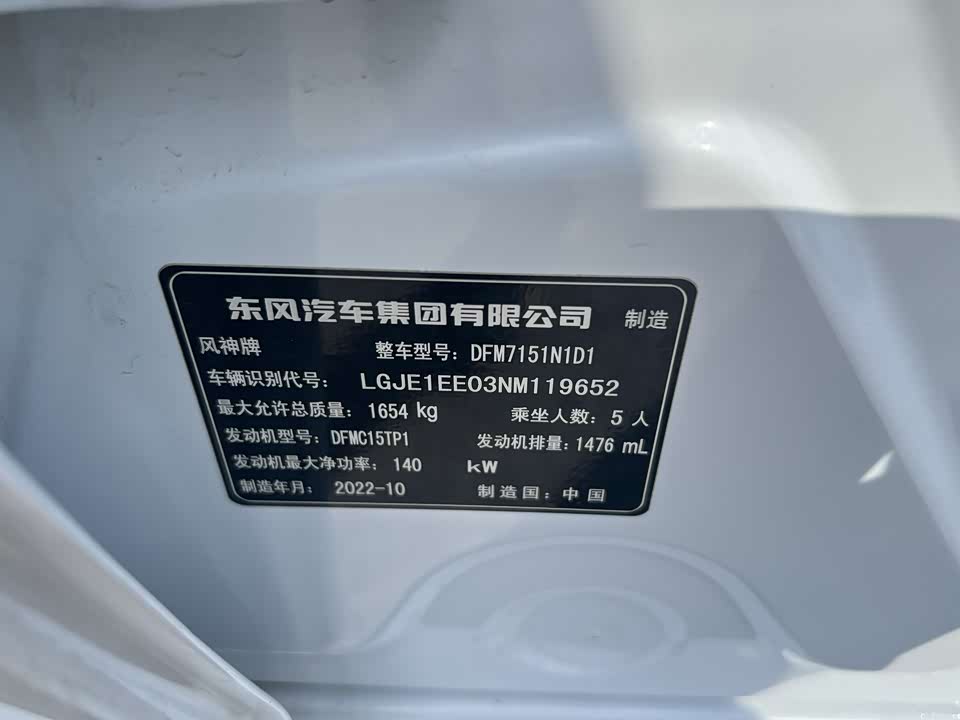 东风汽车集团有限公司 制造
风神牌 整车型号：DFM7151N1D1
车辆识别代号： LGJE1EE03NM119652
最大允许总质量：1654 kg 乘坐人数：5 人
发动机型号：DFMC15TP1 发动机排量：1476 mL
发动机最大净功率：140 kW
制造年月： 2022-10 制造国：中国